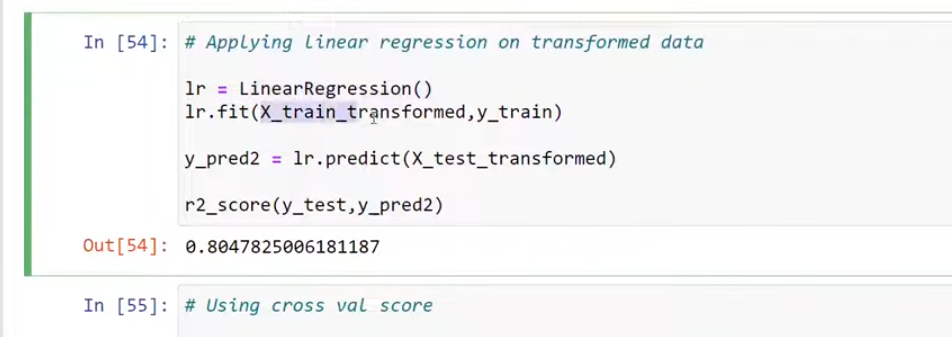 In [54]: # Applying linear regression on transformed data
lr = LinearRegression()
lr.fit(X_train_transformed,y_train)
y_pred2 = lr.predict(X_test_transformed)
r2_score(y_test,y_pred2)
Out[54]: 0.8047825006181187
In [55]: # Using cross val score